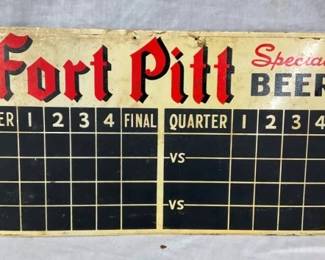 Fort Pitt Special
BEER
ER 1 2 3 4 FINAL QUARTER 1 2 3 4
VS
VS